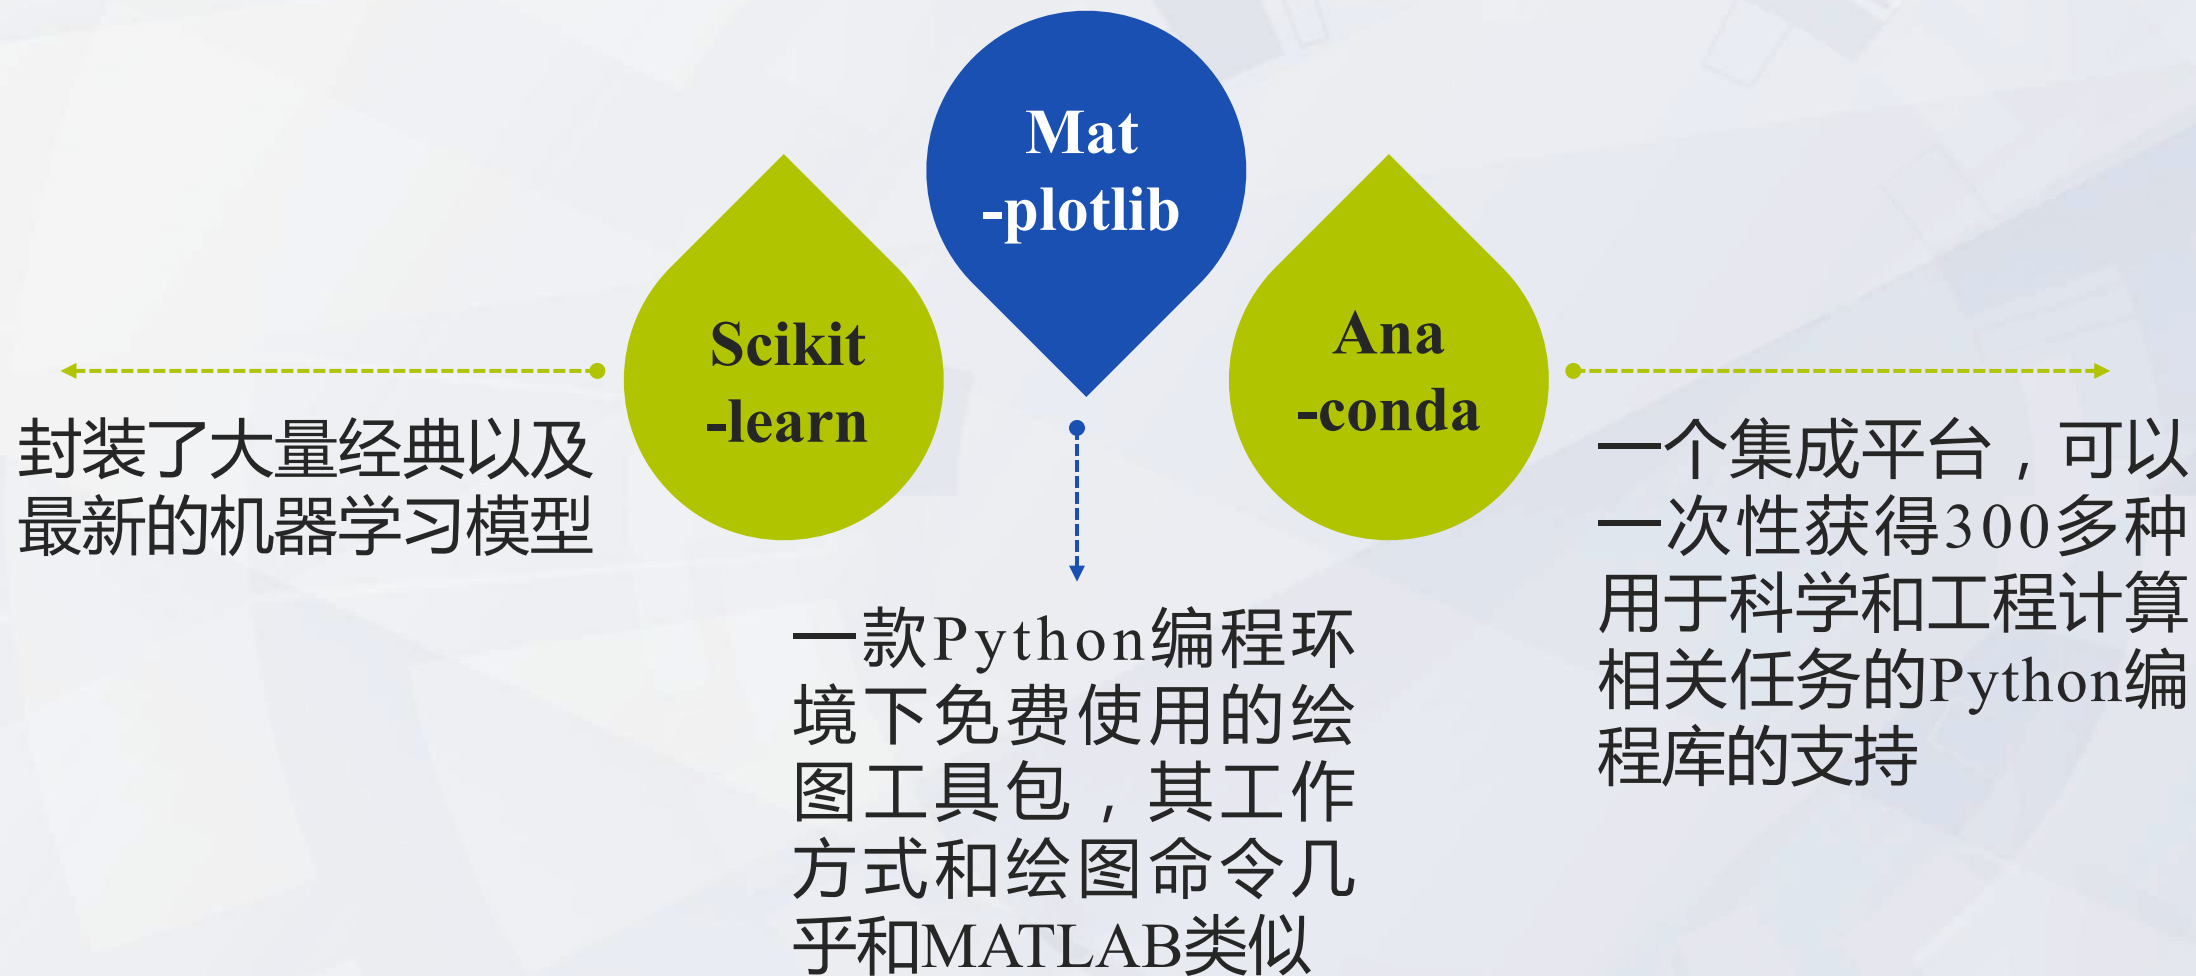 Mat
-plotlib
Scikit
-learn
Ana
-conda
封装了大量经典以及
最新的机器学习模型
一款Python编程环
境下免费使用的绘
图工具包，其工作
方式和绘图命令几
乎和MATLAB类似
一个集成平台，可以
一次性获得300多种
用于科学和工程计算
相关任务的Python编
程库的支持